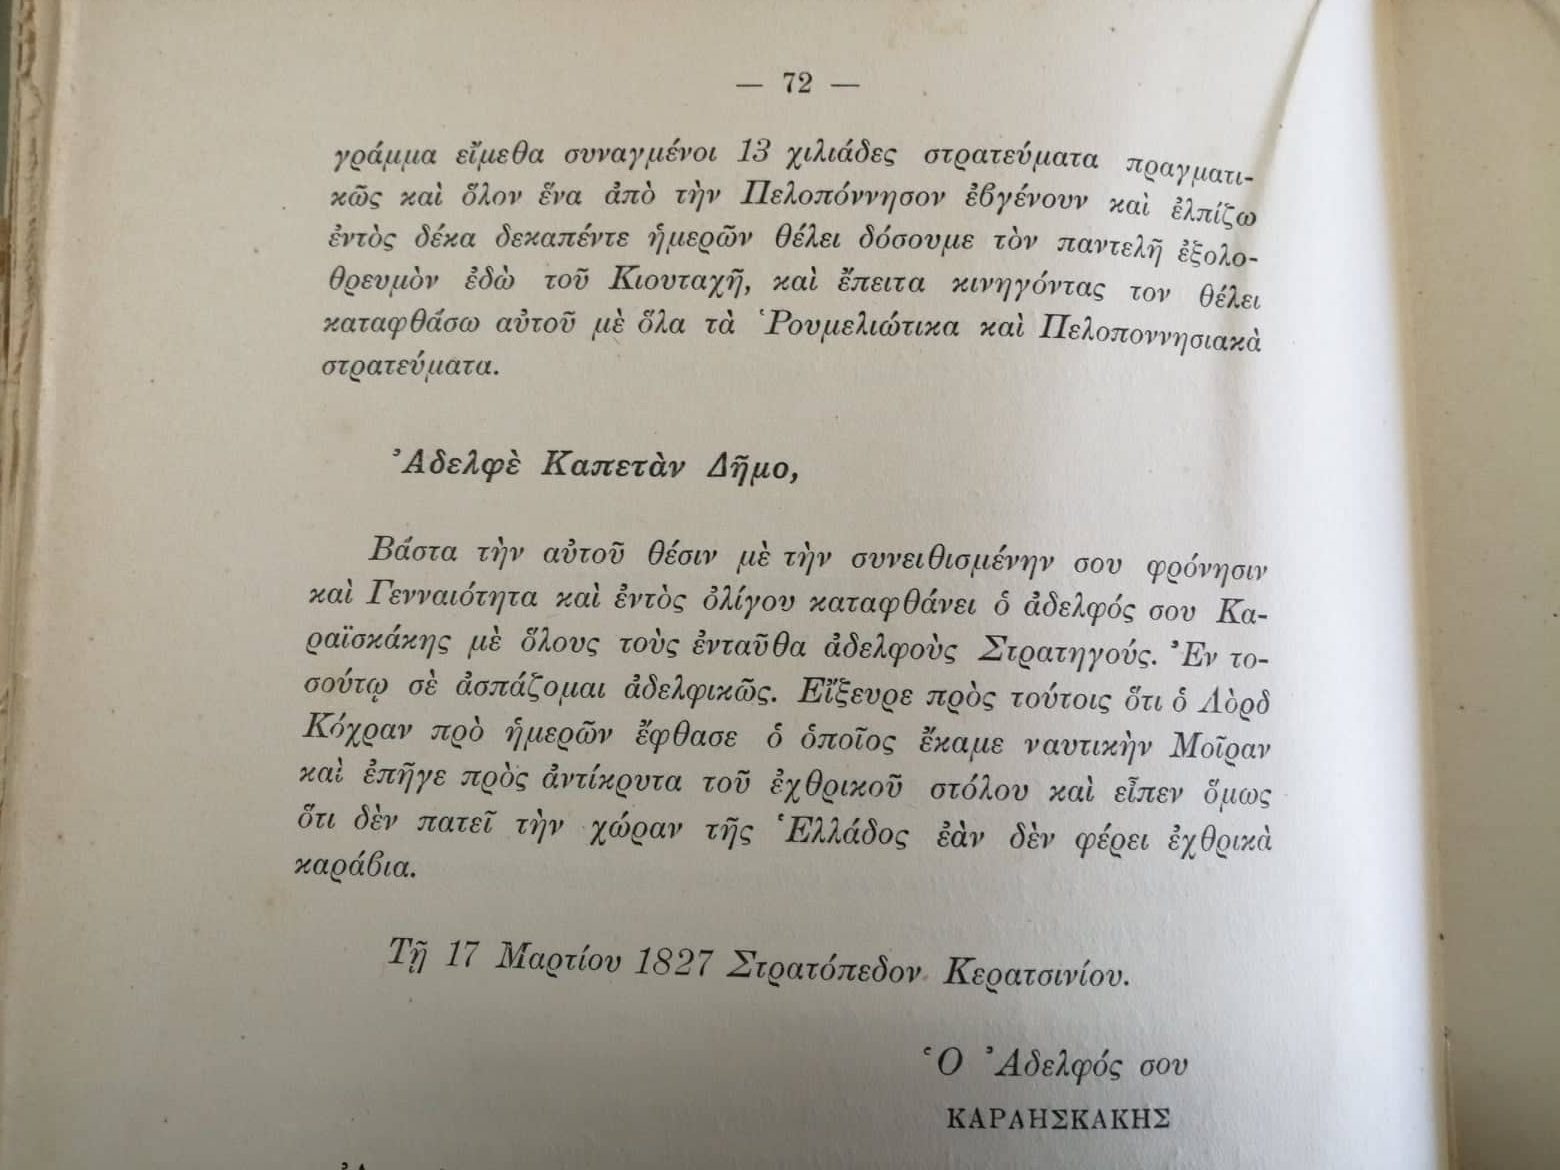 — 72 —
γράμμα εἴμεθα συναγμένοι 13 χιλιάδες στρατεύματα πραγματι-
κῶς καὶ ὅλον ἕνα ἀπὸ τὴν Πελοπόννησον ἐβγένουν καὶ ἐλπίζω
ἐντὸς δέκα δεκαπέντε ἡμερῶν θέλει δόσουμε τὸν παντελῆ ἐξολο-
θρευμὸν ἐδὼ τοῦ Κιουταχῆ, καὶ ἔπειτα κινηγόντας τον θέλει
καταφθάσω αὐτοῦ μὲ ὅλα τὰ Ῥουμελιώτικα καὶ Πελοποννησιακὰ
στρατεύματα.
Ἀδελφὲ Καπετὰν Δῆμο,
Βάστα τὴν αὐτοῦ θέσιν μὲ τὴν συνειθισμένην σου φρόνησιν
καὶ Γενναιότητα καὶ ἐντὸς ὀλίγου καταφθάνει ὁ ἀδελφός σου Κα-
ραϊσκάκης μὲ ὅλους τοὺς ἐνταῦθα ἀδελφοὺς Στρατηγούς. Ἐν το-
σούτῳ σὲ ἀσπάζομαι ἀδελφικῶς. Εἴξευρε πρὸς τούτοις ὅτι ὁ Λὸρδ
Κόχραν πρὸ ἡμερῶν ἔφθασε ὁ ὁποῖος ἔκαμε ναυτικὴν Μοῖραν
καὶ ἐπῆγε πρὸς ἀντίκρυτα τοῦ ἐχθρικοῦ στόλου καὶ εἶπεν ὅμως
ὅτι δὲν πατεῖ τὴν χώραν τῆς Ἑλλάδος ἐὰν δὲν φέρει ἐχθρικὰ
καράβια.
Τῇ 17 Μαρτίου 1827 Στρατόπεδον Κερατσινίου.
Ὁ Ἀδελφός σου
ΚΑΡΑΗΣΚΑΚΗΣ